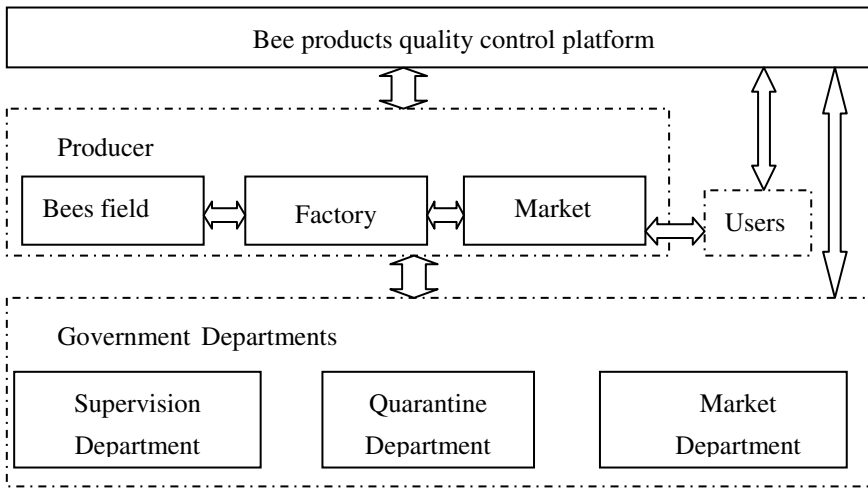 Bee products quality control platform
Producer
Bees field
Factory
Market
Users
Government Departments
Supervision
Department
Quarantine
Department
Market
Department